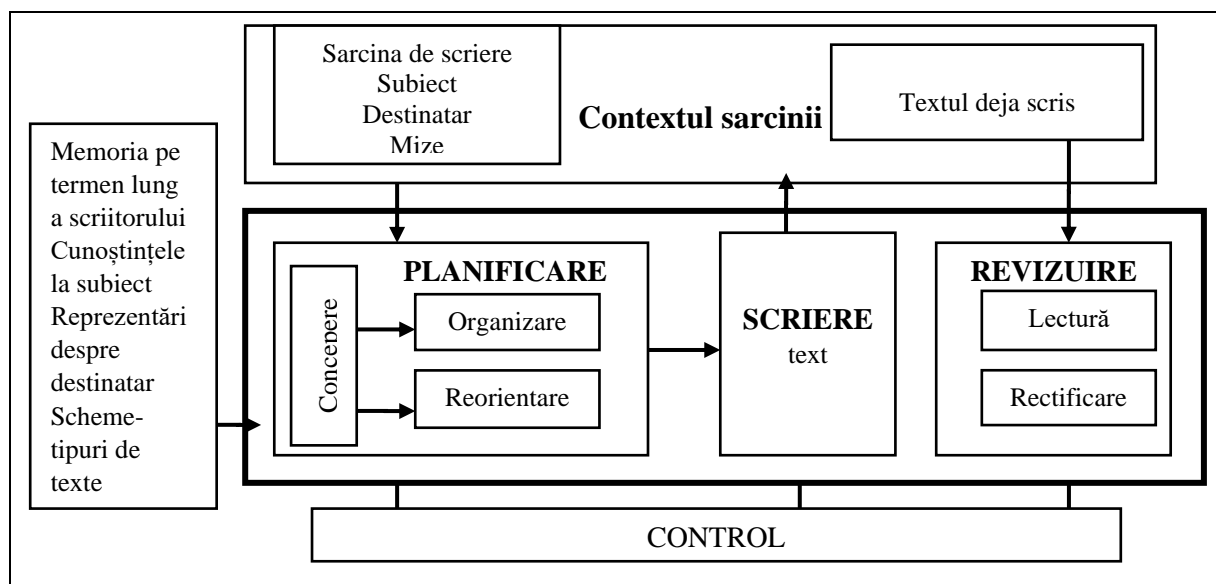 Sarcina de scriere
Subiect
Destinatar
Mize
Contextul sarcinii
Textul deja scris
Memoria pe
termen lung
a scriitorului
Cunoștințele
la subiect
Reprezentări
despre
destinatar
Scheme-
tipuri de
texte
PLANIFICARE
Concepere
Organizare
Reorientare
SCRIERE
text
REVIZUIRE
Lectură
Rectificare
CONTROL